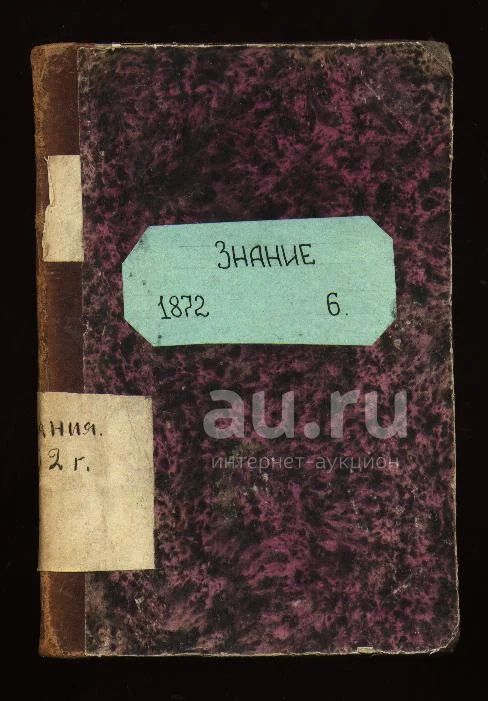 ЗНАНИЕ
1872 6.
АНИЯ.
2 г.
au.ru
интернет-аукцион